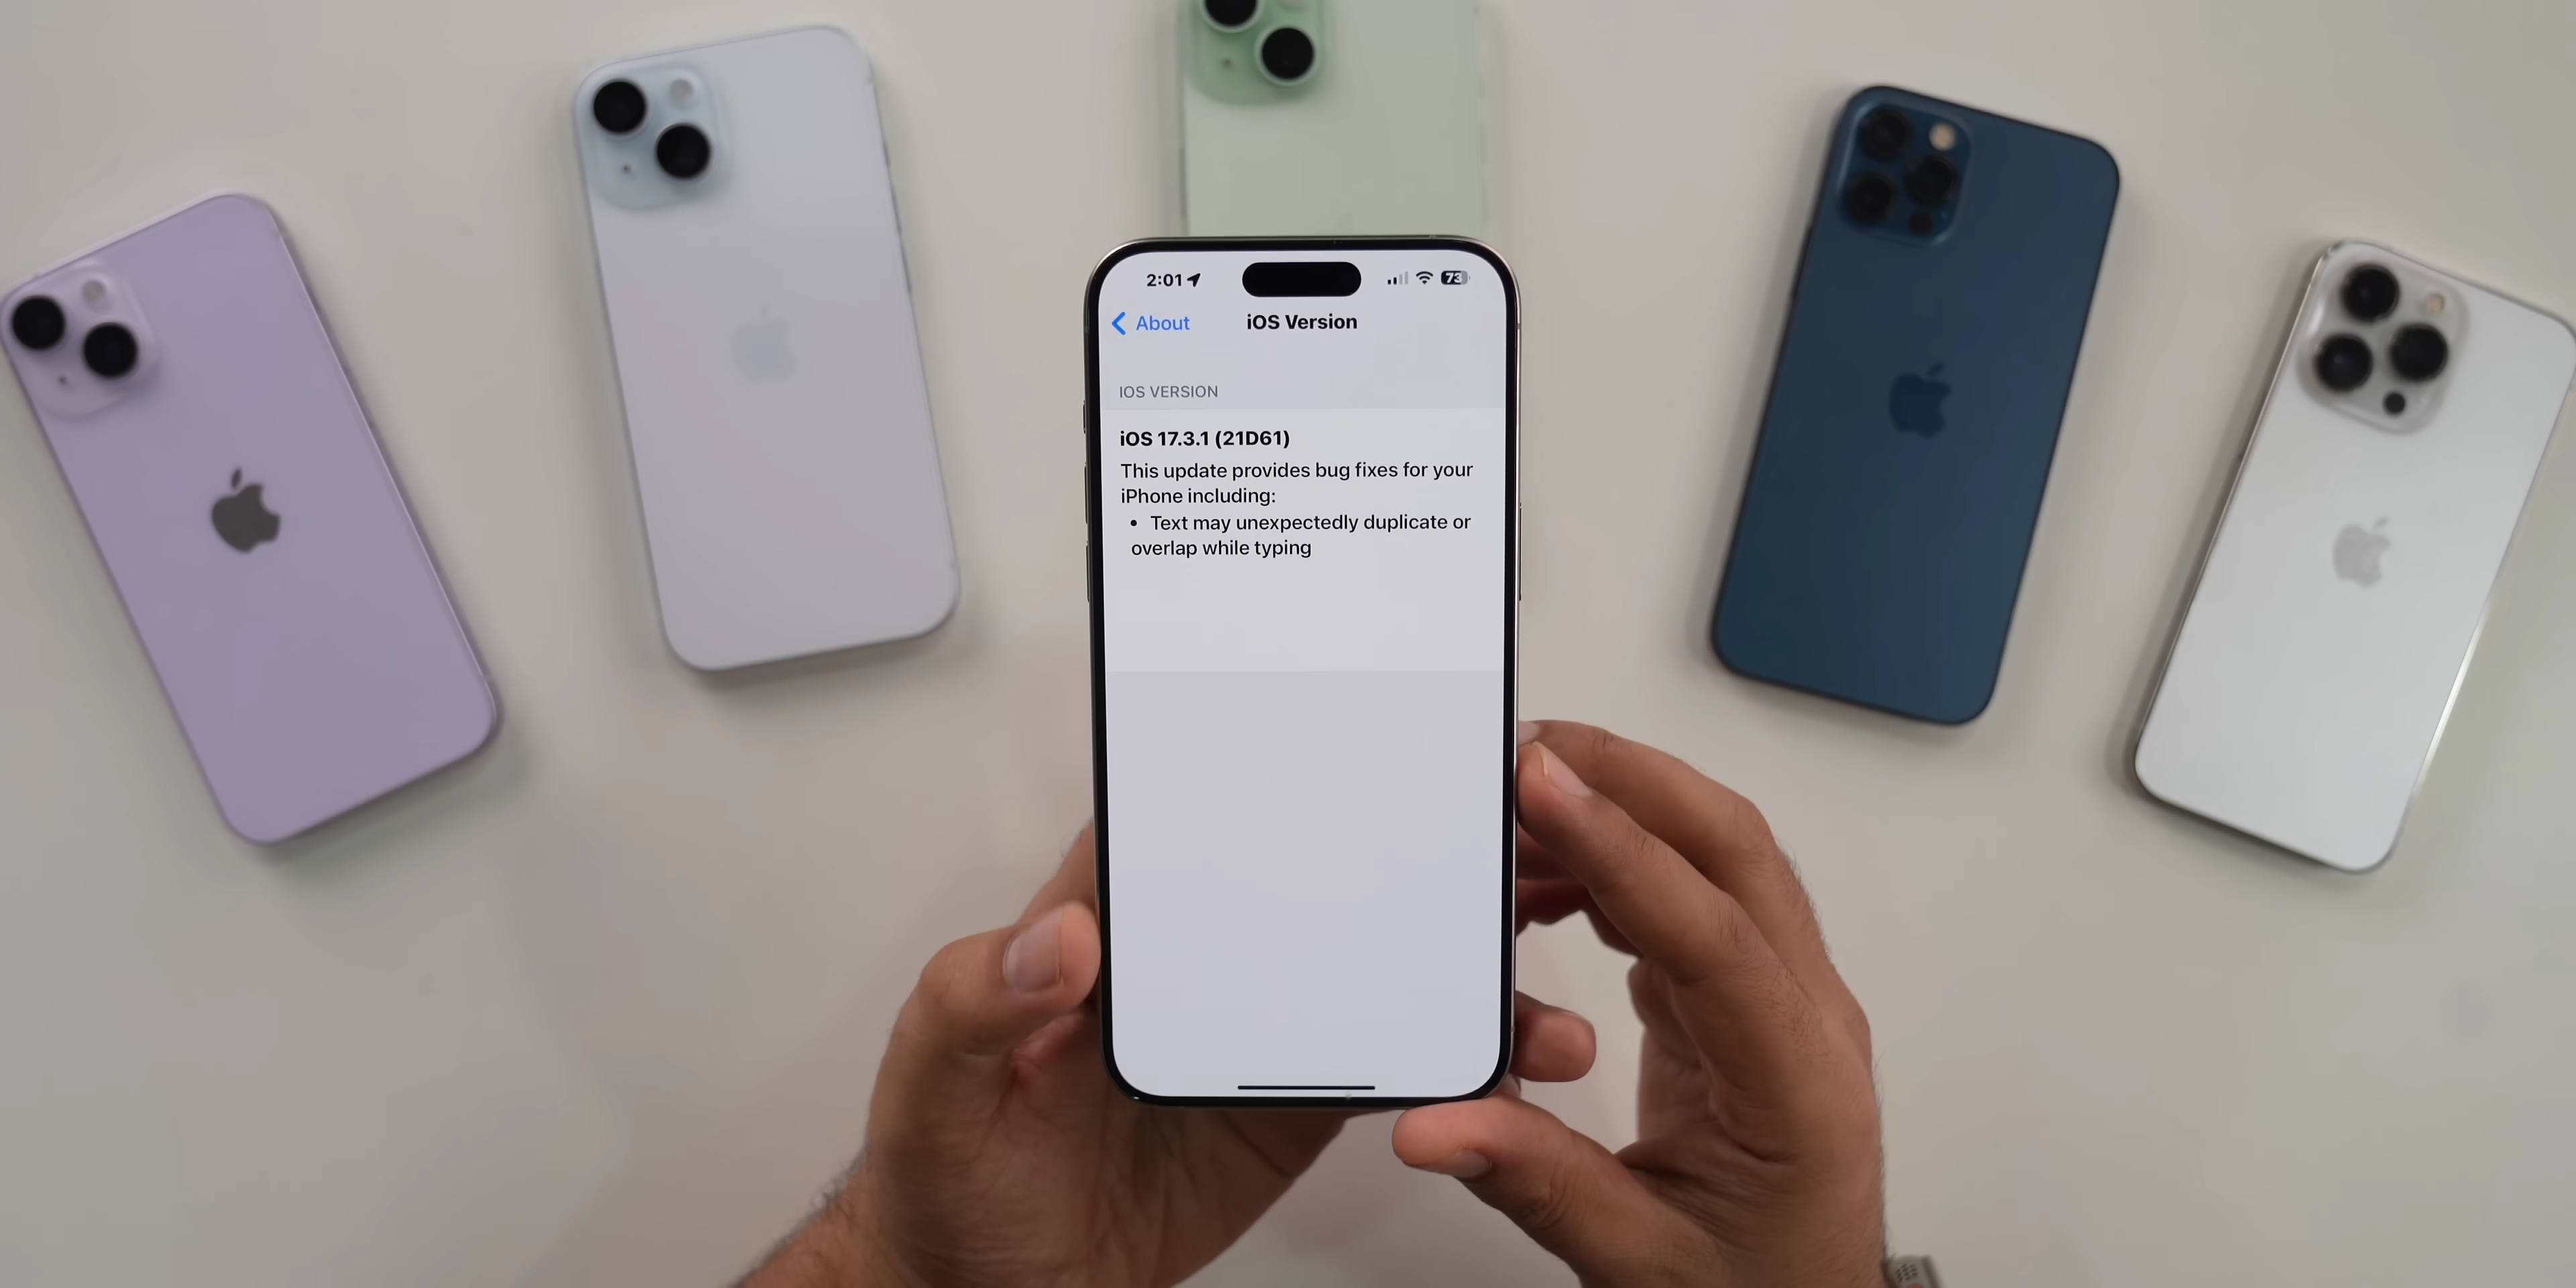 2:01
73
About
iOS Version
IOS VERSION
iOS 17.3.1 (21D61)
This update provides bug fixes for your
iPhone including:
• Text may unexpectedly duplicate or
overlap while typing